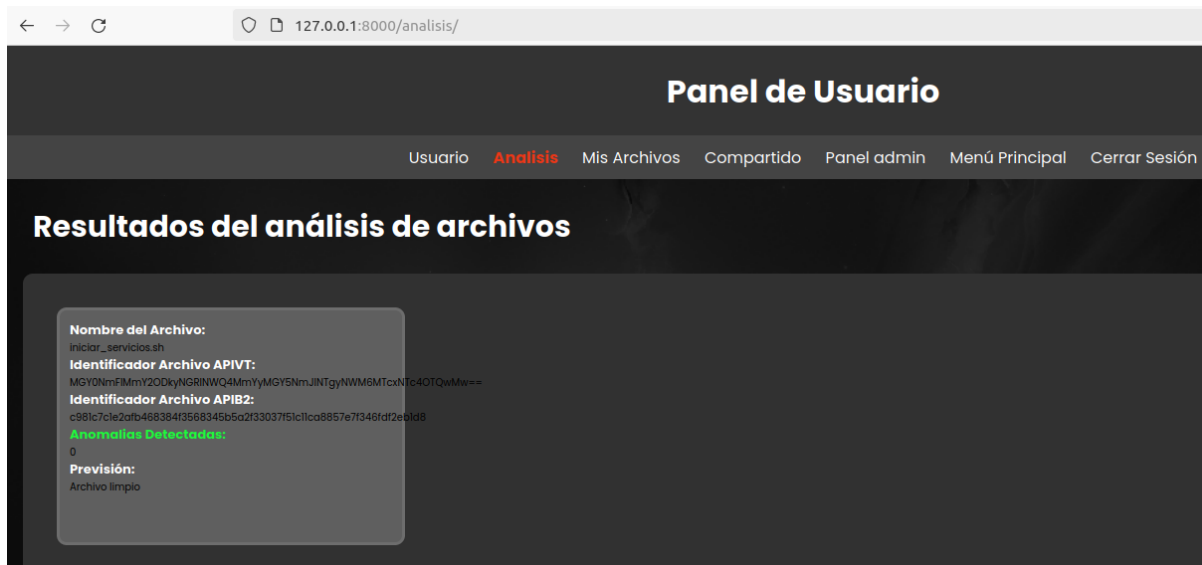 127.0.0.1:8000/analisis/
Panel de Usuario
Usuario Analisis Mis Archivos Compartido Panel admin Menú Principal Cerrar Sesión
Resultados del análisis de archivos
Nombre del Archivo:
iniciar_servicios.sh
Identificador Archivo APIVT:
MGY0NmFlMmY2ODkyNGRlNWQ4MmYyMGY5NmJlNTgyNWM6MTcxNTc4OTQwMw==
Identificador Archivo APIB2:
c981c7c1e2afb468384f3568345b5a2f33037f51c11ca8857e7f346fdf2eb1d8
Anomalias Detectadas:
0
Previsión:
Archivo limpio